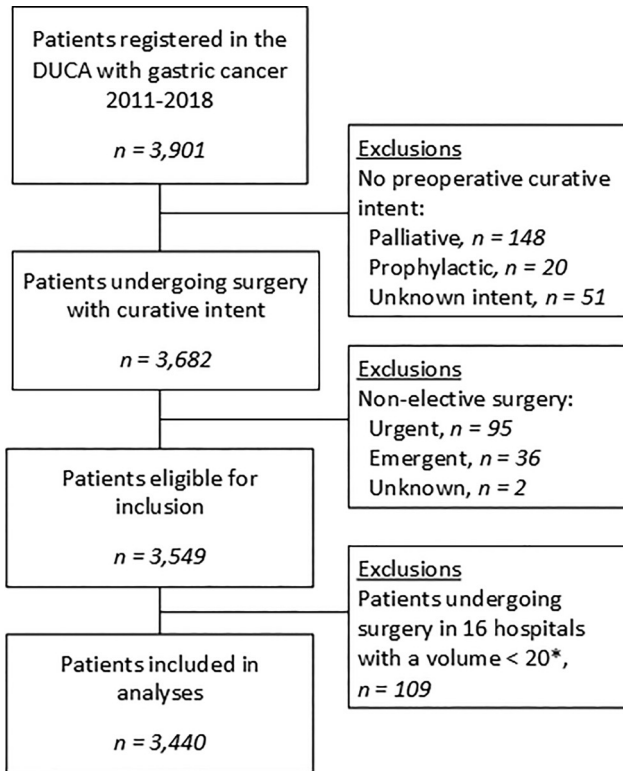 Patients registered in the
DUCA with gastric cancer
2011-2018
n = 3,901
Exclusions
No preoperative curative
intent:
Palliative, n = 148
Prophylactic, n = 20
Unknown intent, n = 51
Patients undergoing surgery
with curative intent
n = 3,682
Exclusions
Non-elective surgery:
Urgent, n = 95
Emergent, n = 36
Unknown, n = 2
Patients eligible for
inclusion
n = 3,549
Exclusions
Patients undergoing
surgery in 16 hospitals
with a volume < 20*,
n = 109
Patients included in
analyses
n = 3,440